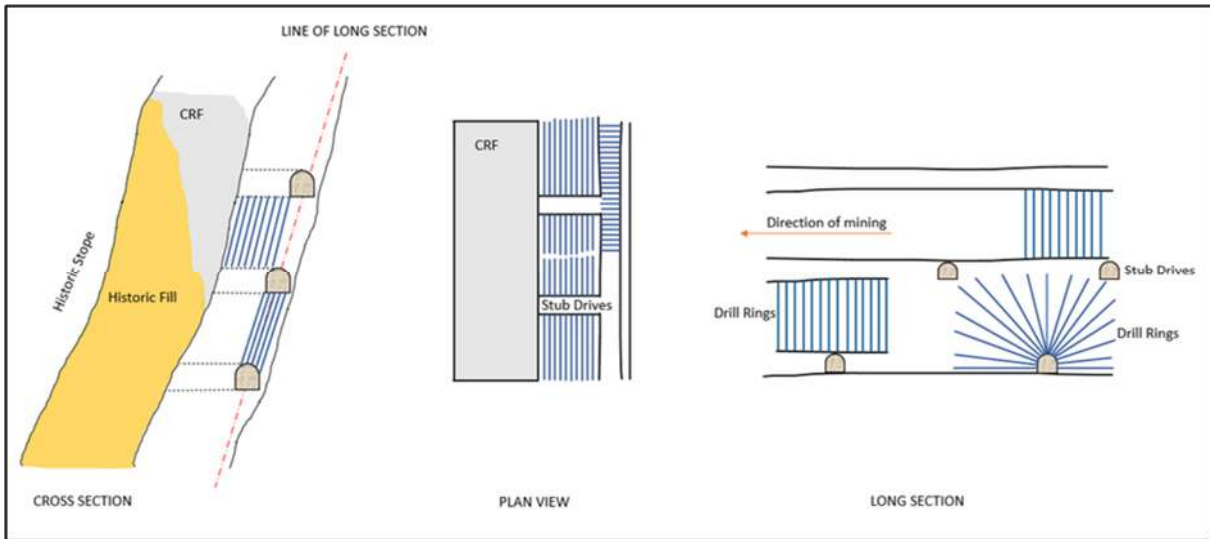 LINE OF LONG SECTION
CRF
Historic Stope
Historic Fill
CROSS SECTION
CRF
Stub Drives
PLAN VIEW
Direction of mining
Stub Drives
Drill Rings
Drill Rings
LONG SECTION